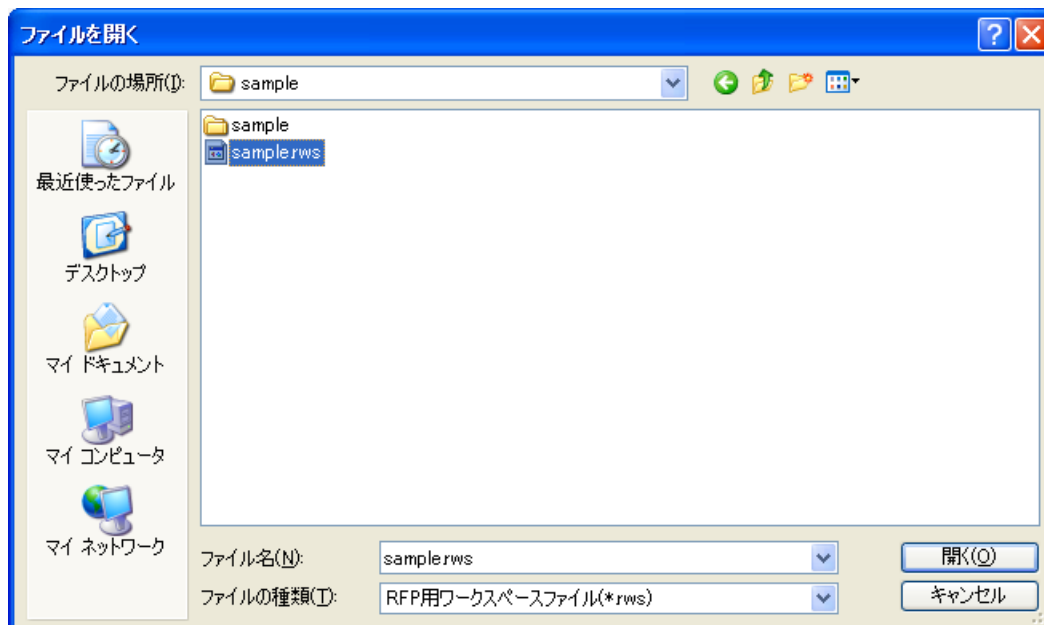 ファイルを開く
ファイルの場所(I):
sample
sample
sample.rws
最近使ったファイル
デスクトップ
マイ ドキュメント
マイ コンピュータ
マイ ネットワーク
ファイル名(N):
sample.rws
開く(O)
ファイルの種類(T):
RFP用ワークスペースファイル(*.rws)
キャンセル